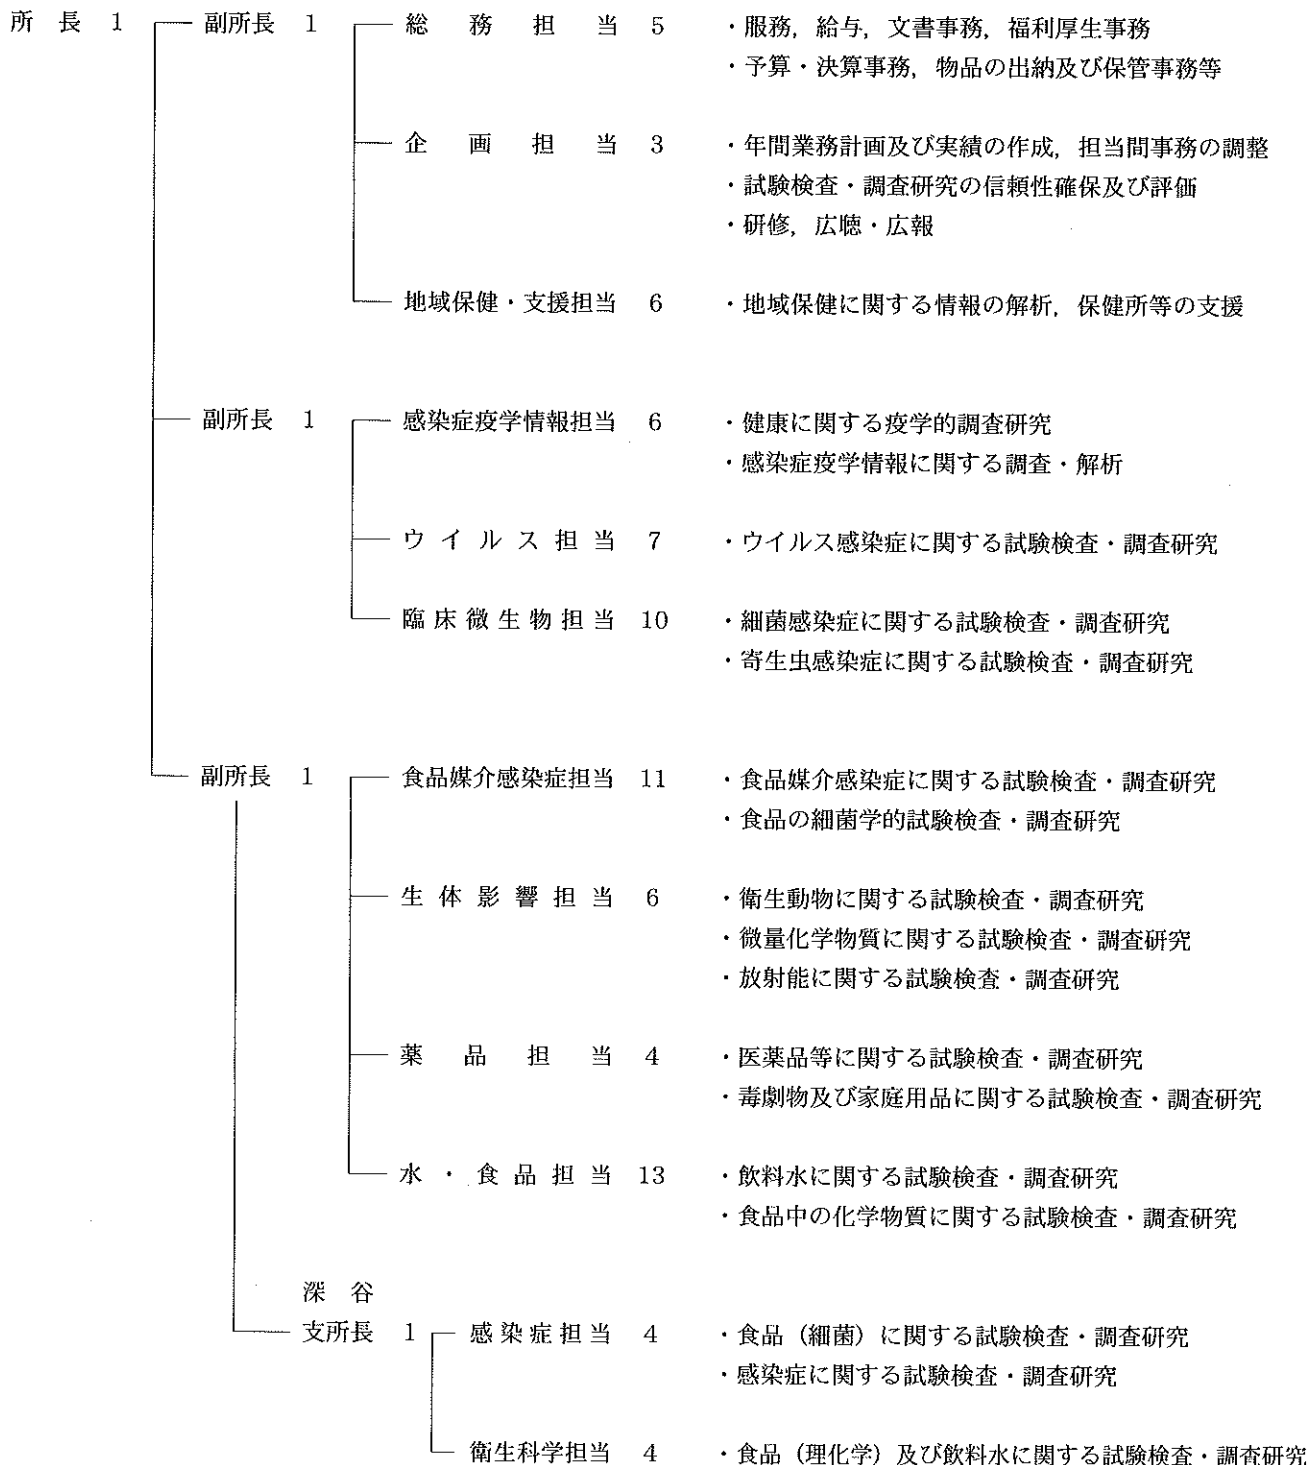 所長 1 副所長 1 総務担当 5 ・服務，給与，文書事務，福利厚生事務
・予算・決算事務，物品の出納及び保管事務等
企画担当 3 ・年間業務計画及び実績の作成，担当間事務の調整
・試験検査・調査研究の信頼性確保及び評価
・研修，広聴・広報
地域保健・支援担当 6 ・地域保健に関する情報の解析，保健所等の支援
副所長 1 感染症疫学情報担当 6 ・健康に関する疫学的調査研究
・感染症疫学情報に関する調査・解析
ウイルス担当 7 ・ウイルス感染症に関する試験検査・調査研究
臨床微生物担当 10 ・細菌感染症に関する試験検査・調査研究
・寄生虫感染症に関する試験検査・調査研究
副所長 1 食品媒介感染症担当 11 ・食品媒介感染症に関する試験検査・調査研究
・食品の細菌学的試験検査・調査研究
生体影響担当 6 ・衛生動物に関する試験検査・調査研究
・微量化学物質に関する試験検査・調査研究
・放射能に関する試験検査・調査研究
薬品担当 4 ・医薬品等に関する試験検査・調査研究
・毒劇物及び家庭用品に関する試験検査・調査研究
水・食品担当 13 ・飲料水に関する試験検査・調査研究
・食品中の化学物質に関する試験検査・調査研究
深谷
支所長 1 感染症担当 4 ・食品（細菌）に関する試験検査・調査研究
・感染症に関する試験検査・調査研究
衛生科学担当 4 ・食品（理化学）及び飲料水に関する試験検査・調査研究